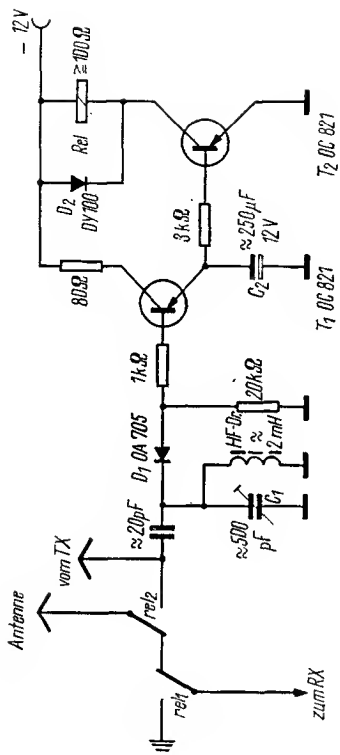 Antenne
vom TX
rel1
rel2
zum RX
≈20pF
D1 OA 705
1kΩ
80Ω
D2
DY100
Rel
≥100Ω
– 12V
≈500
pF
C1
HF-Dr.
≈
2mH
20kΩ
3kΩ
≈250µF
12V
C2
T1 OC 821
T2 OC 821